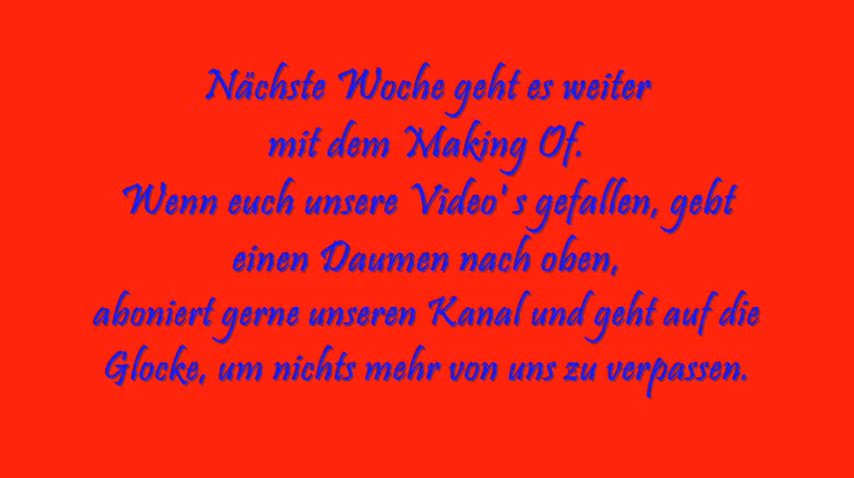 Nächste Woche geht es weiter
mit dem Making Of.
Wenn euch unsere Video's gefallen, gebt
einen Daumen nach oben,
aboniert gerne unseren Kanal und geht auf die
Glocke, um nichts mehr von uns zu verpassen.